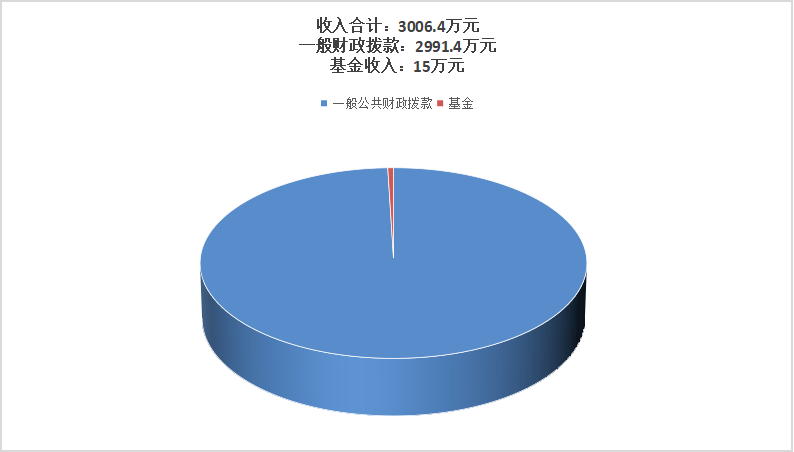 收入合计：3006.4万元
一般财政拨款：2991.4万元
基金收入：15万元
一般公共财政拨款 基金